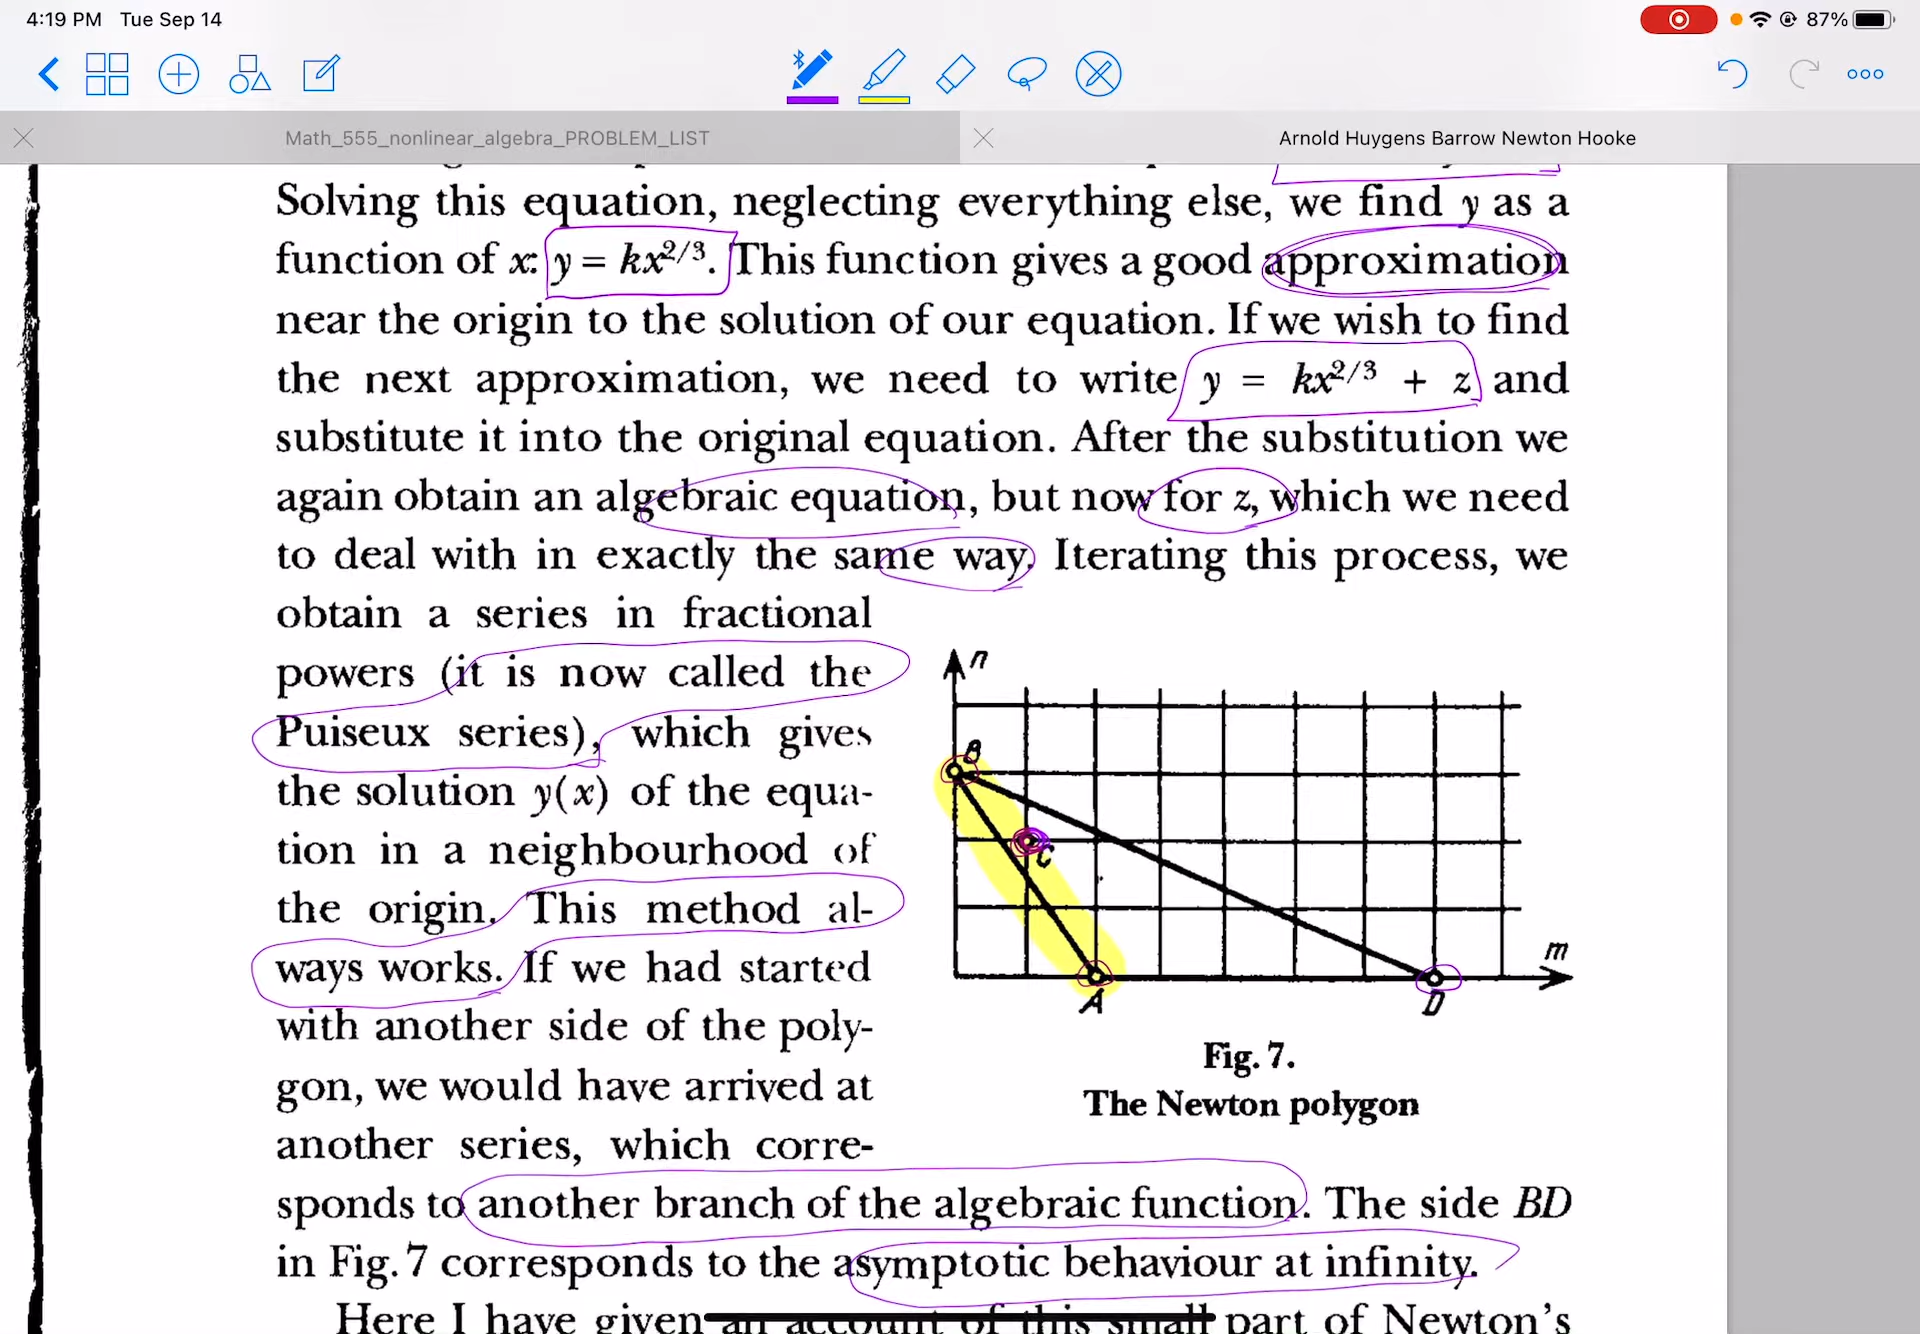 4:19 PM Tue Sep 14
87%
Math_555_nonlinear_algebra_PROBLEM_LIST
Arnold Huygens Barrow Newton Hooke
Solving this equation, neglecting everything else, we find y as a
function of x: y = kx^{2/3}. This function gives a good approximation
near the origin to the solution of our equation. If we wish to find
the next approximation, we need to write y = kx^{2/3} + z and
substitute it into the original equation. After the substitution we
again obtain an algebraic equation, but now for z, which we need
to deal with in exactly the same way. Iterating this process, we
obtain a series in fractional
powers (it is now called the
Puiseux series), which gives
the solution y(x) of the equa-
tion in a neighbourhood of
the origin. This method al-
ways works. If we had started
with another side of the poly-
gon, we would have arrived at
another series, which corre-
n
B
C
m
A
D
Fig. 7.
The Newton polygon
sponds to another branch of the algebraic function. The side BD
in Fig. 7 corresponds to the asymptotic behaviour at infinity.
Here I have given an account of this small part of Newton's